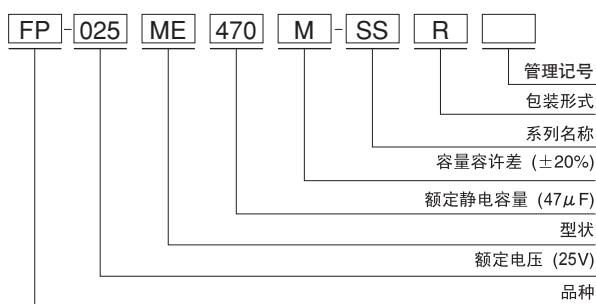 FP-025 ME 470 M-SS R
管理记号
包装形式
系列名称
容量容许差 (±20%)
额定静电容量 (47μF)
型状
额定电压 (25V)
品种